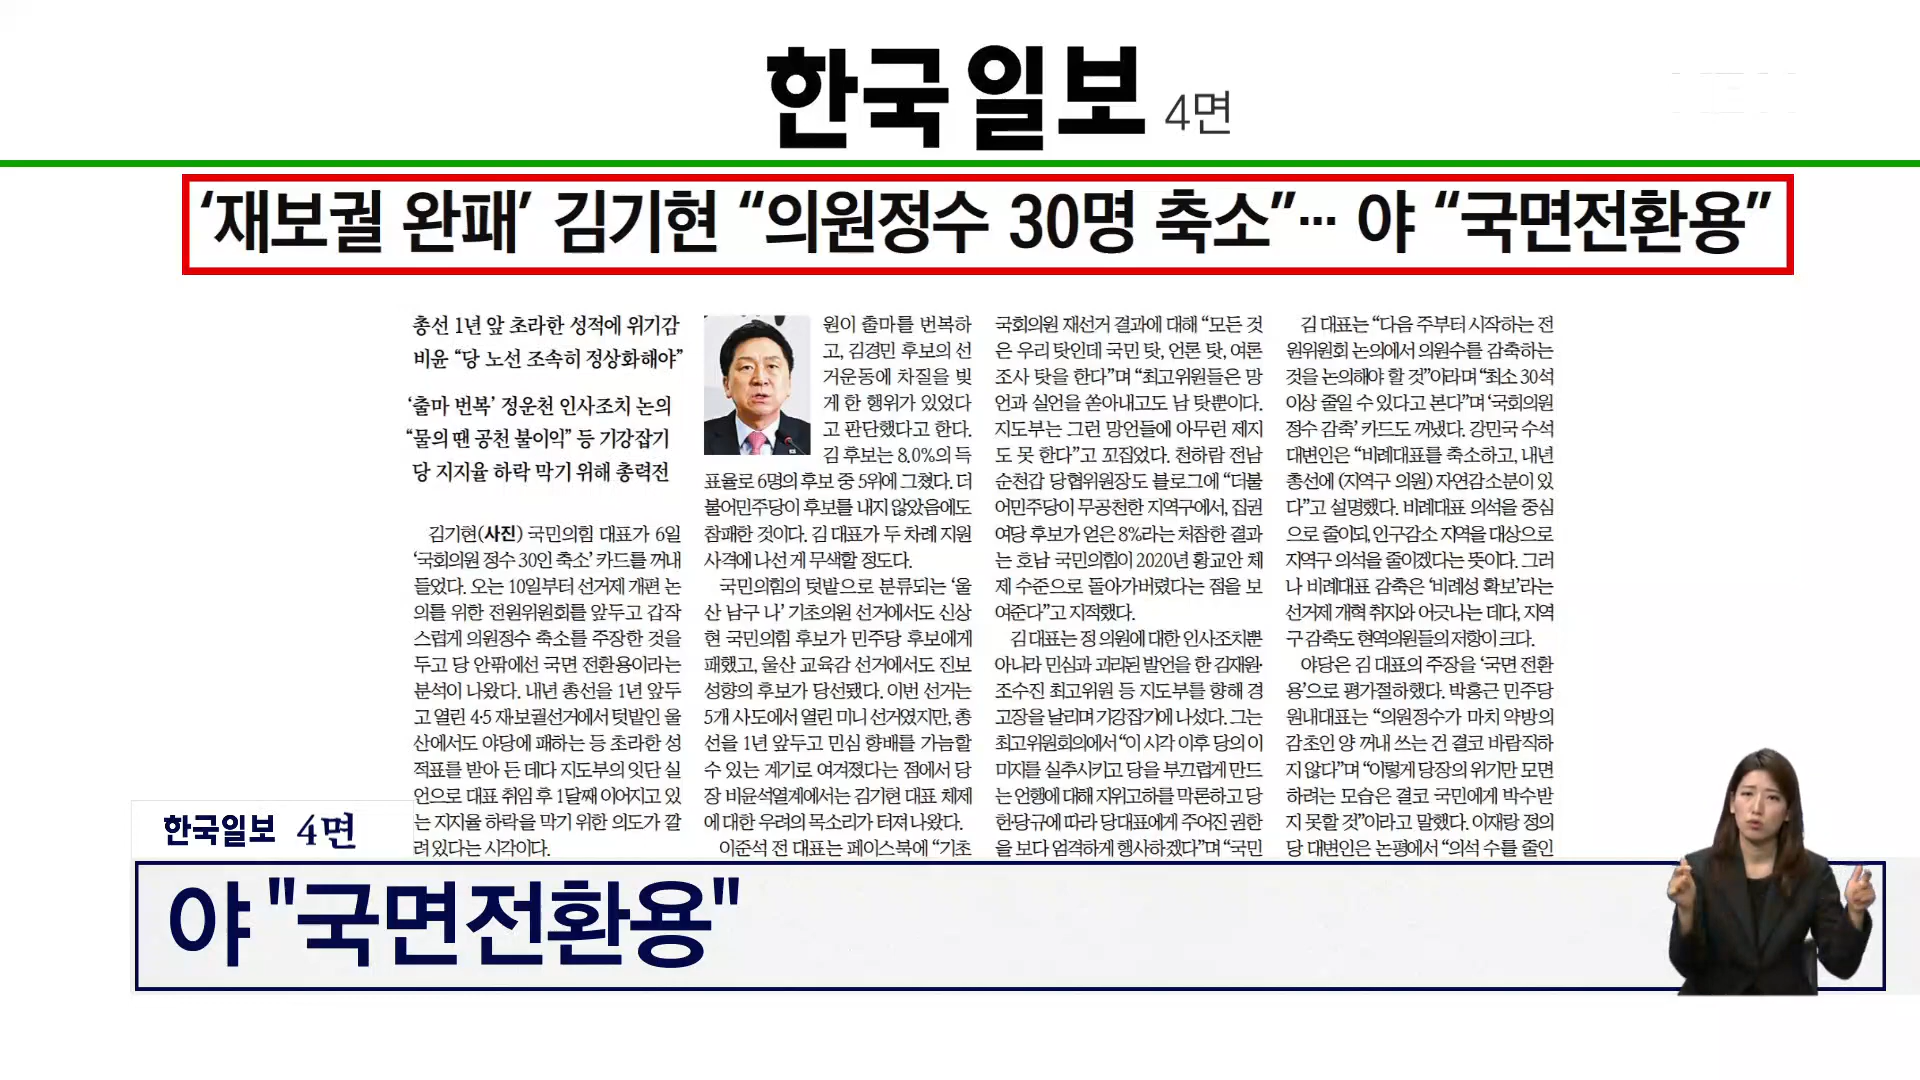 한국일보 4면
‘재보궐 완패’ 김기현 “의원정수 30명 축소”… 야 “국면전환용”
총선 1년 앞 초라한 성적에 위기감
비윤 “당 노선 조속히 정상화해야”
‘출마 번복’ 정운천 인사조치 논의
“물의 땐 공천 불이익” 등 기강잡기
당 지지율 하락 막기 위해 총력전
김기현(사진) 국민의힘 대표가 6일
‘국회의원 정수 30인 축소’ 카드를 꺼내
들었다. 오는 10일부터 선거제 개편 논
의를 위한 전원위원회를 앞두고 갑작
스럽게 의원정수 축소를 주장한 것을
두고 당 안팎에선 국면 전환용이라는
분석이 나왔다. 내년 총선을 1년 앞두
고 열린 4·5 재·보궐선거에서 텃밭인 울
산에서도 야당에 패하는 등 초라한 성
적표를 받아 든 데다 지도부의 잇단 실
언으로 대표 취임 후 1달째 이어지고 있
는 지지율 하락을 막기 위한 의도가 깔
려 있다는 시각이다.
원이 출마를 번복하
고, 김경민 후보의 선
거운동에 차질을 빚
게 한 행위가 있었다
고 판단했다고 한다.
김 후보는 8.0%의 득
표율로 6명의 후보 중 5위에 그쳤다. 더
불어민주당이 후보를 내지 않았음에도
참패한 것이다. 김 대표가 두 차례 지원
사격에 나선 게 무색할 정도다.
국민의힘의 텃밭으로 분류되는 ‘울
산 남구 나’ 기초의원 선거에서도 신상
현 국민의힘 후보가 민주당 후보에게
패했고, 울산 교육감 선거에서도 진보
성향의 후보가 당선됐다. 이번 선거는
5개 시도에서 열린 미니 선거였지만, 총
선을 1년 앞두고 민심 향배를 가늠할
수 있는 계기로 여겨졌다는 점에서 당
장 비윤석열계에서는 김기현 대표 체제
에 대한 우려의 목소리가 터져 나왔다.
이준석 전 대표는 페이스북에 “기초
국회의원 재선거 결과에 대해 “모든 것
은 우리 탓인데 국민 탓, 언론 탓, 여론
조사 탓을 한다”며 “최고위원들은 망
언과 실언을 쏟아내고도 남 탓뿐이다.
지도부는 그런 망언들에 아무런 제지
도 못 한다”고 꼬집었다. 천하람 전남
순천갑 당협위원장도 블로그에 “더불
어민주당이 무공천한 지역구에서, 집권
여당 후보가 얻은 8%라는 처참한 결과
는 호남 국민의힘이 2020년 황교안 체
제 수준으로 돌아가버렸다는 점을 보
여준다”고 지적했다.
김 대표는 정 의원에 대한 인사조치뿐
아니라 민심과 괴리된 발언을 한 김재원·
조수진 최고위원 등 지도부를 향해 경
고장을 날리며 기강잡기에 나섰다. 그는
최고위원회의에서 “이 시각 이후 당의 이
미지를 실추시키고 당을 부끄럽게 만드
는 언행에 대해 지위고하를 막론하고 당
헌·당규에 따라 당대표에게 주어진 권한
을 보다 엄격하게 행사하겠다”며 “국민
김 대표는 “다음 주부터 시작하는 전
원위원회 논의에서 의원수를 감축하는
것을 논의해야 할 것”이라며 “최소 30석
이상 줄일 수 있다고 본다”며 ‘국회의원
정수 감축’ 카드도 꺼냈다. 강민국 수석
대변인은 “비례대표를 축소하고, 내년
총선에 (지역구 의원) 자연감소분이 있
다”고 설명했다. 비례대표 의석을 중심
으로 줄이되, 인구감소 지역을 대상으로
지역구 의석을 줄이겠다는 뜻이다. 그러
나 비례대표 감축은 ‘비례성 확보’라는
선거제 개혁 취지와 어긋나는 데다, 지역
구 감축도 현역의원들의 저항이 크다.
야당은 김 대표의 주장을 ‘국면 전환
용’으로 평가절하했다. 박홍근 민주당
원내대표는 “의원정수가 마치 약방의
감초인 양 꺼내 쓰는 건 결코 바람직하
지 않다”며 “이렇게 당장의 위기만 모면
하려는 모습은 결코 국민에게 박수받
지 못할 것”이라고 말했다. 이재랑 정의
당 대변인은 논평에서 “의석 수를 줄인
한국일보 4면
야 "국면전환용"